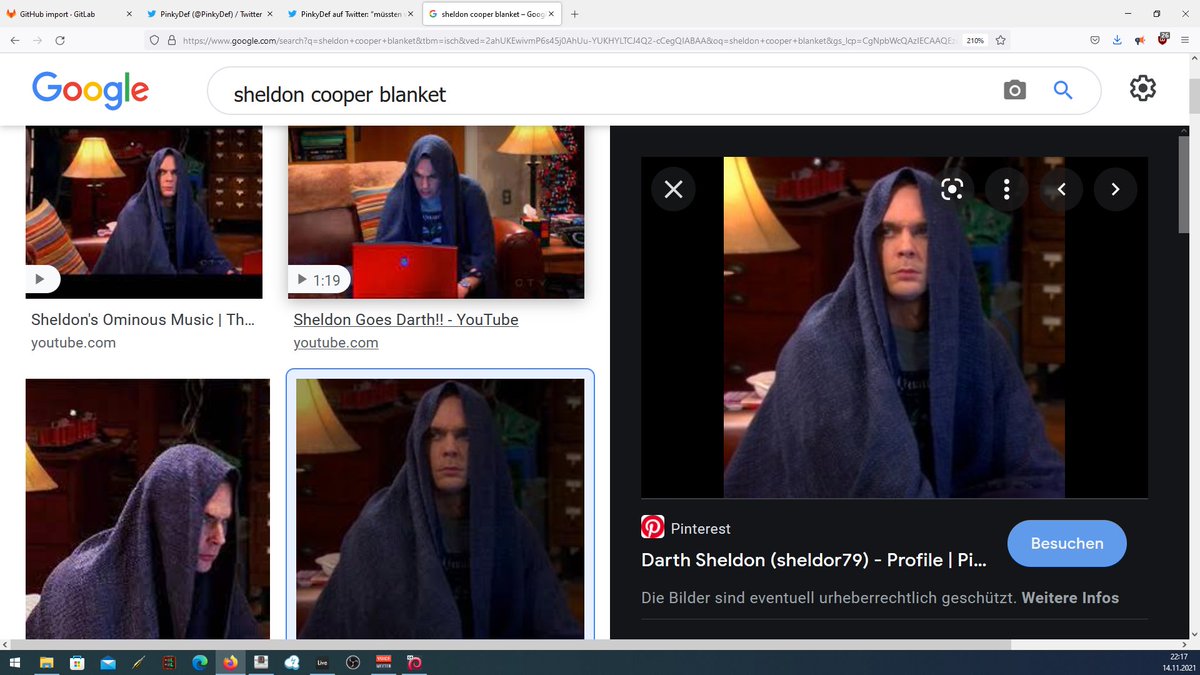 GitHub import · GitLab
PinkyDef (@PinkyDef) / Twitter
PinkyDef auf Twitter: "müssten
sheldon cooper blanket – Goog
210%
Google
sheldon cooper blanket
1:19
Sheldon's Ominous Music | Th...
youtube.com
Sheldon Goes Darth!! - YouTube
youtube.com
Pinterest
Darth Sheldon (sheldor79) - Profile | Pi...
Besuchen
Die Bilder sind eventuell urheberrechtlich geschützt. Weitere Infos
Live
22:17
14.11.2021